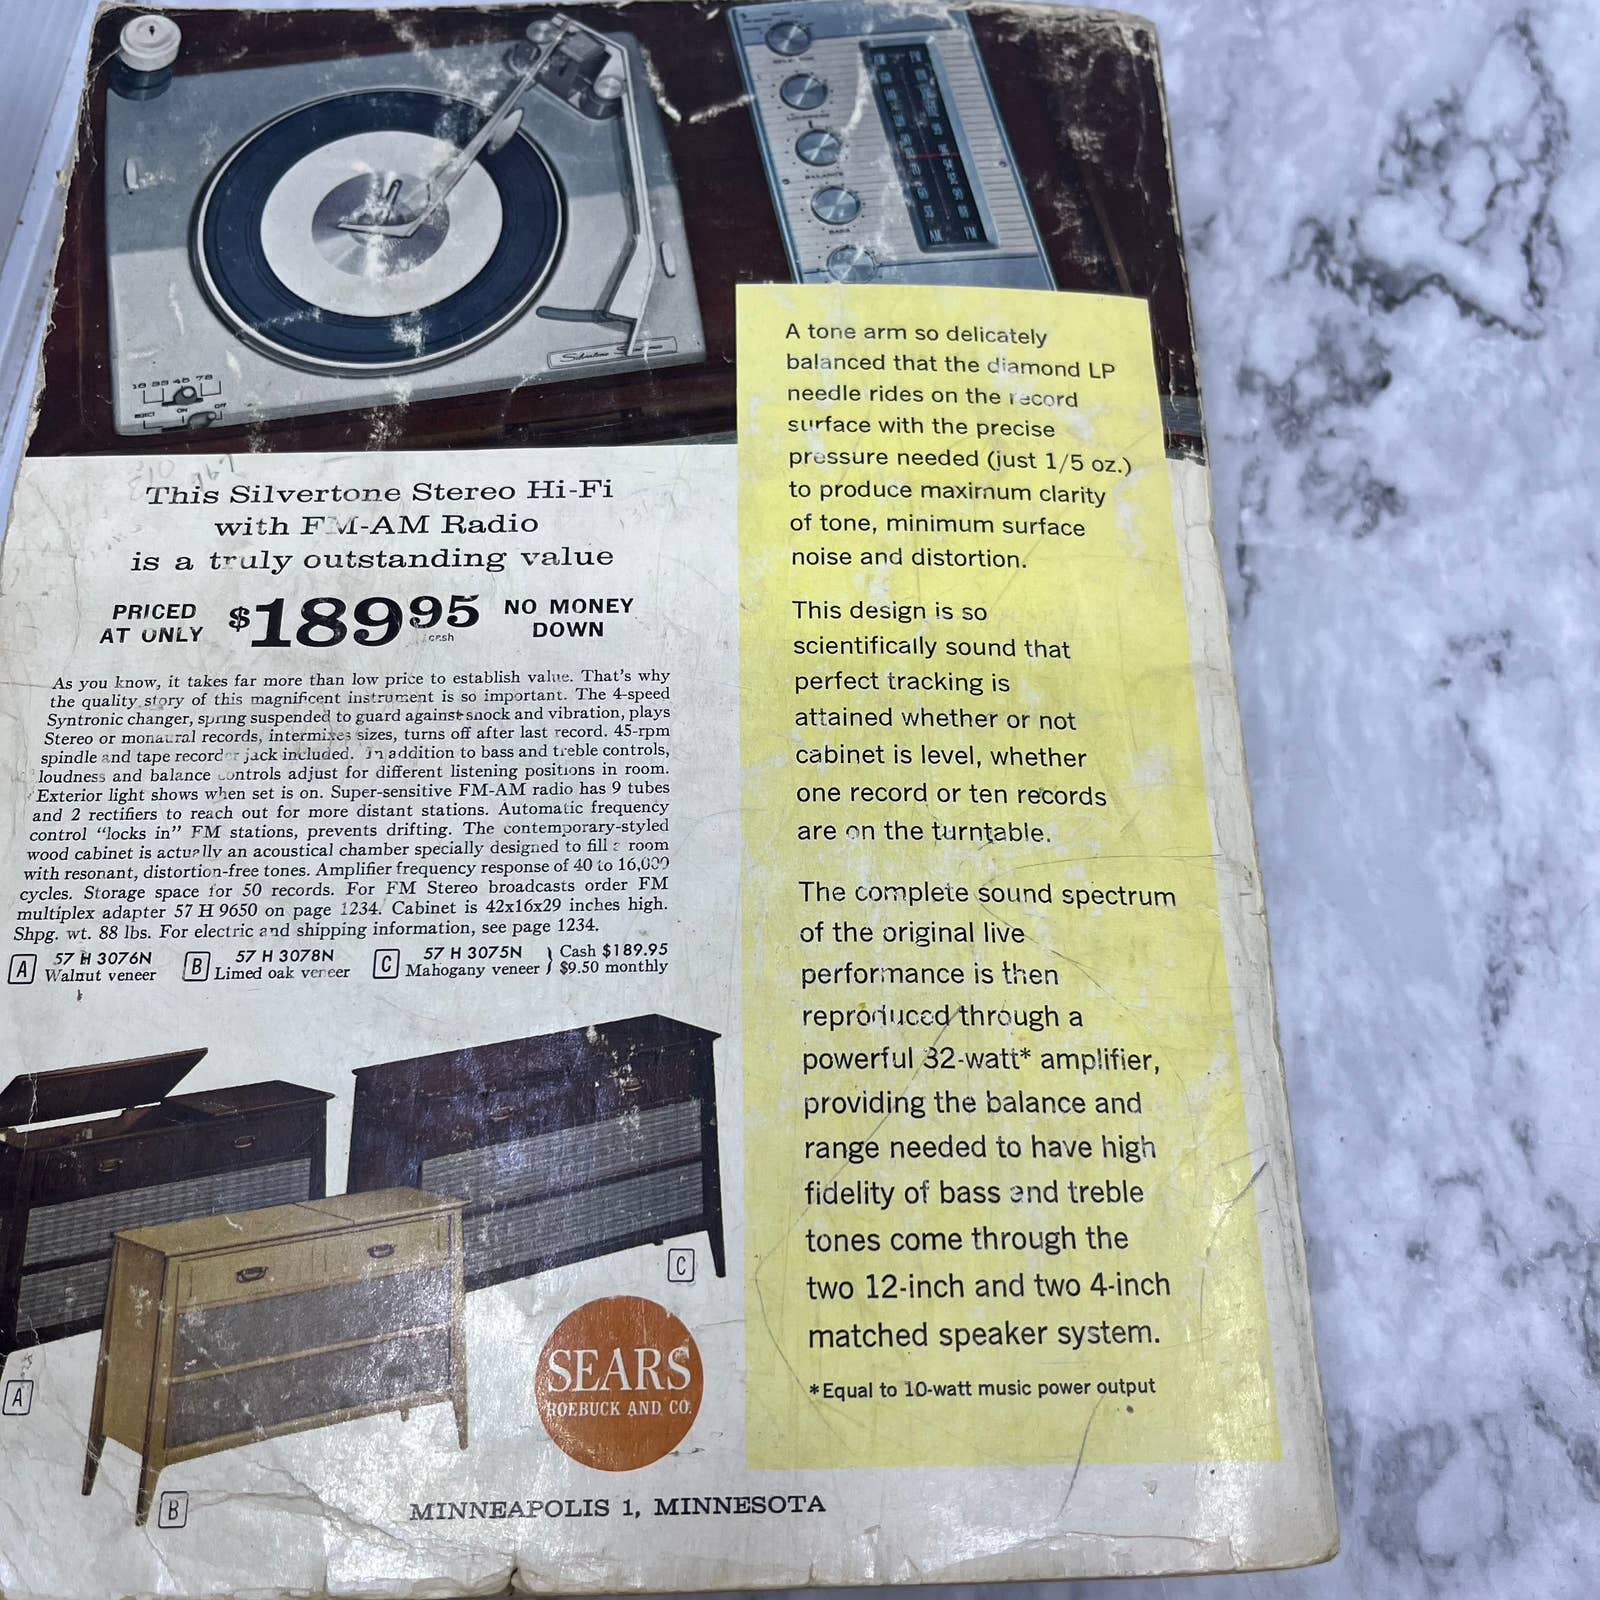 16 33 45 78
REJECT ON OFF
Silvertone
LOUDNESS
BALANCE
BASS
AM FM
This Silvertone Stereo Hi-Fi
with FM-AM Radio
is a truly outstanding value
PRICED
AT ONLY
$189.95
cash
NO MONEY
DOWN
As you know, it takes far more than low price to establish value. That's why
the quality story of this magnificent instrument is so important. The 4-speed
Syntronic changer, spring suspended to guard against shock and vibration, plays
Stereo or monaural records, intermixes sizes, turns off after last record. 45-rpm
spindle and tape recorder jack included. In addition to bass and treble controls,
loudness and balance controls adjust for different listening positions in room.
Exterior light shows when set is on. Super-sensitive FM-AM radio has 9 tubes
and 2 rectifiers to reach out for more distant stations. Automatic frequency
control "locks in" FM stations, prevents drifting. The contemporary-styled
wood cabinet is actually an acoustical chamber specially designed to fill a room
with resonant, distortion-free tones. Amplifier frequency response of 40 to 16,000
cycles. Storage space for 50 records. For FM Stereo broadcasts order FM
multiplex adapter 57 H 9650 on page 1234. Cabinet is 42x16x29 inches high.
Shpg. wt. 88 lbs. For electric and shipping information, see page 1234.
A 57 H 3076N
Walnut veneer
B 57 H 3078N
Limed oak veneer
C 57 H 3075N
Mahogany veneer
Cash $189.95
$9.50 monthly
A
B
C
SEARS
ROEBUCK AND CO.
MINNEAPOLIS 1, MINNESOTA
A tone arm so delicately
balanced that the diamond LP
needle rides on the record
surface with the precise
pressure needed (just 1/5 oz.)
to produce maximum clarity
of tone, minimum surface
noise and distortion.
This design is so
scientifically sound that
perfect tracking is
attained whether or not
cabinet is level, whether
one record or ten records
are on the turntable.
The complete sound spectrum
of the original live
performance is then
reproduced through a
powerful 32-watt* amplifier,
providing the balance and
range needed to have high
fidelity of bass and treble
tones come through the
two 12-inch and two 4-inch
matched speaker system.
*Equal to 10-watt music power output